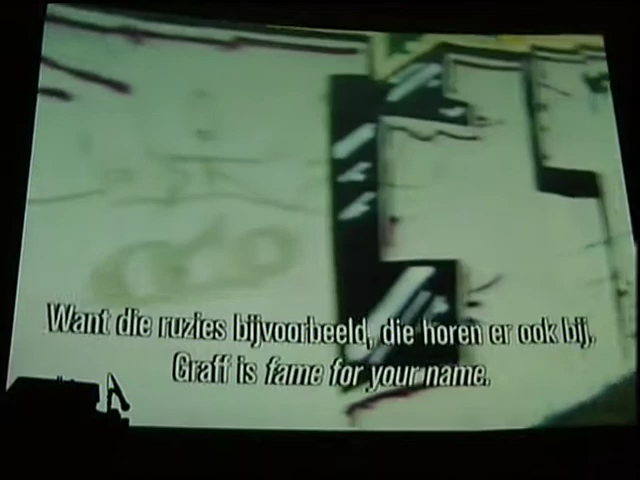 Want die ruzies bijvoorbeeld, die horen er ook bij,
Graff is fame for your name.